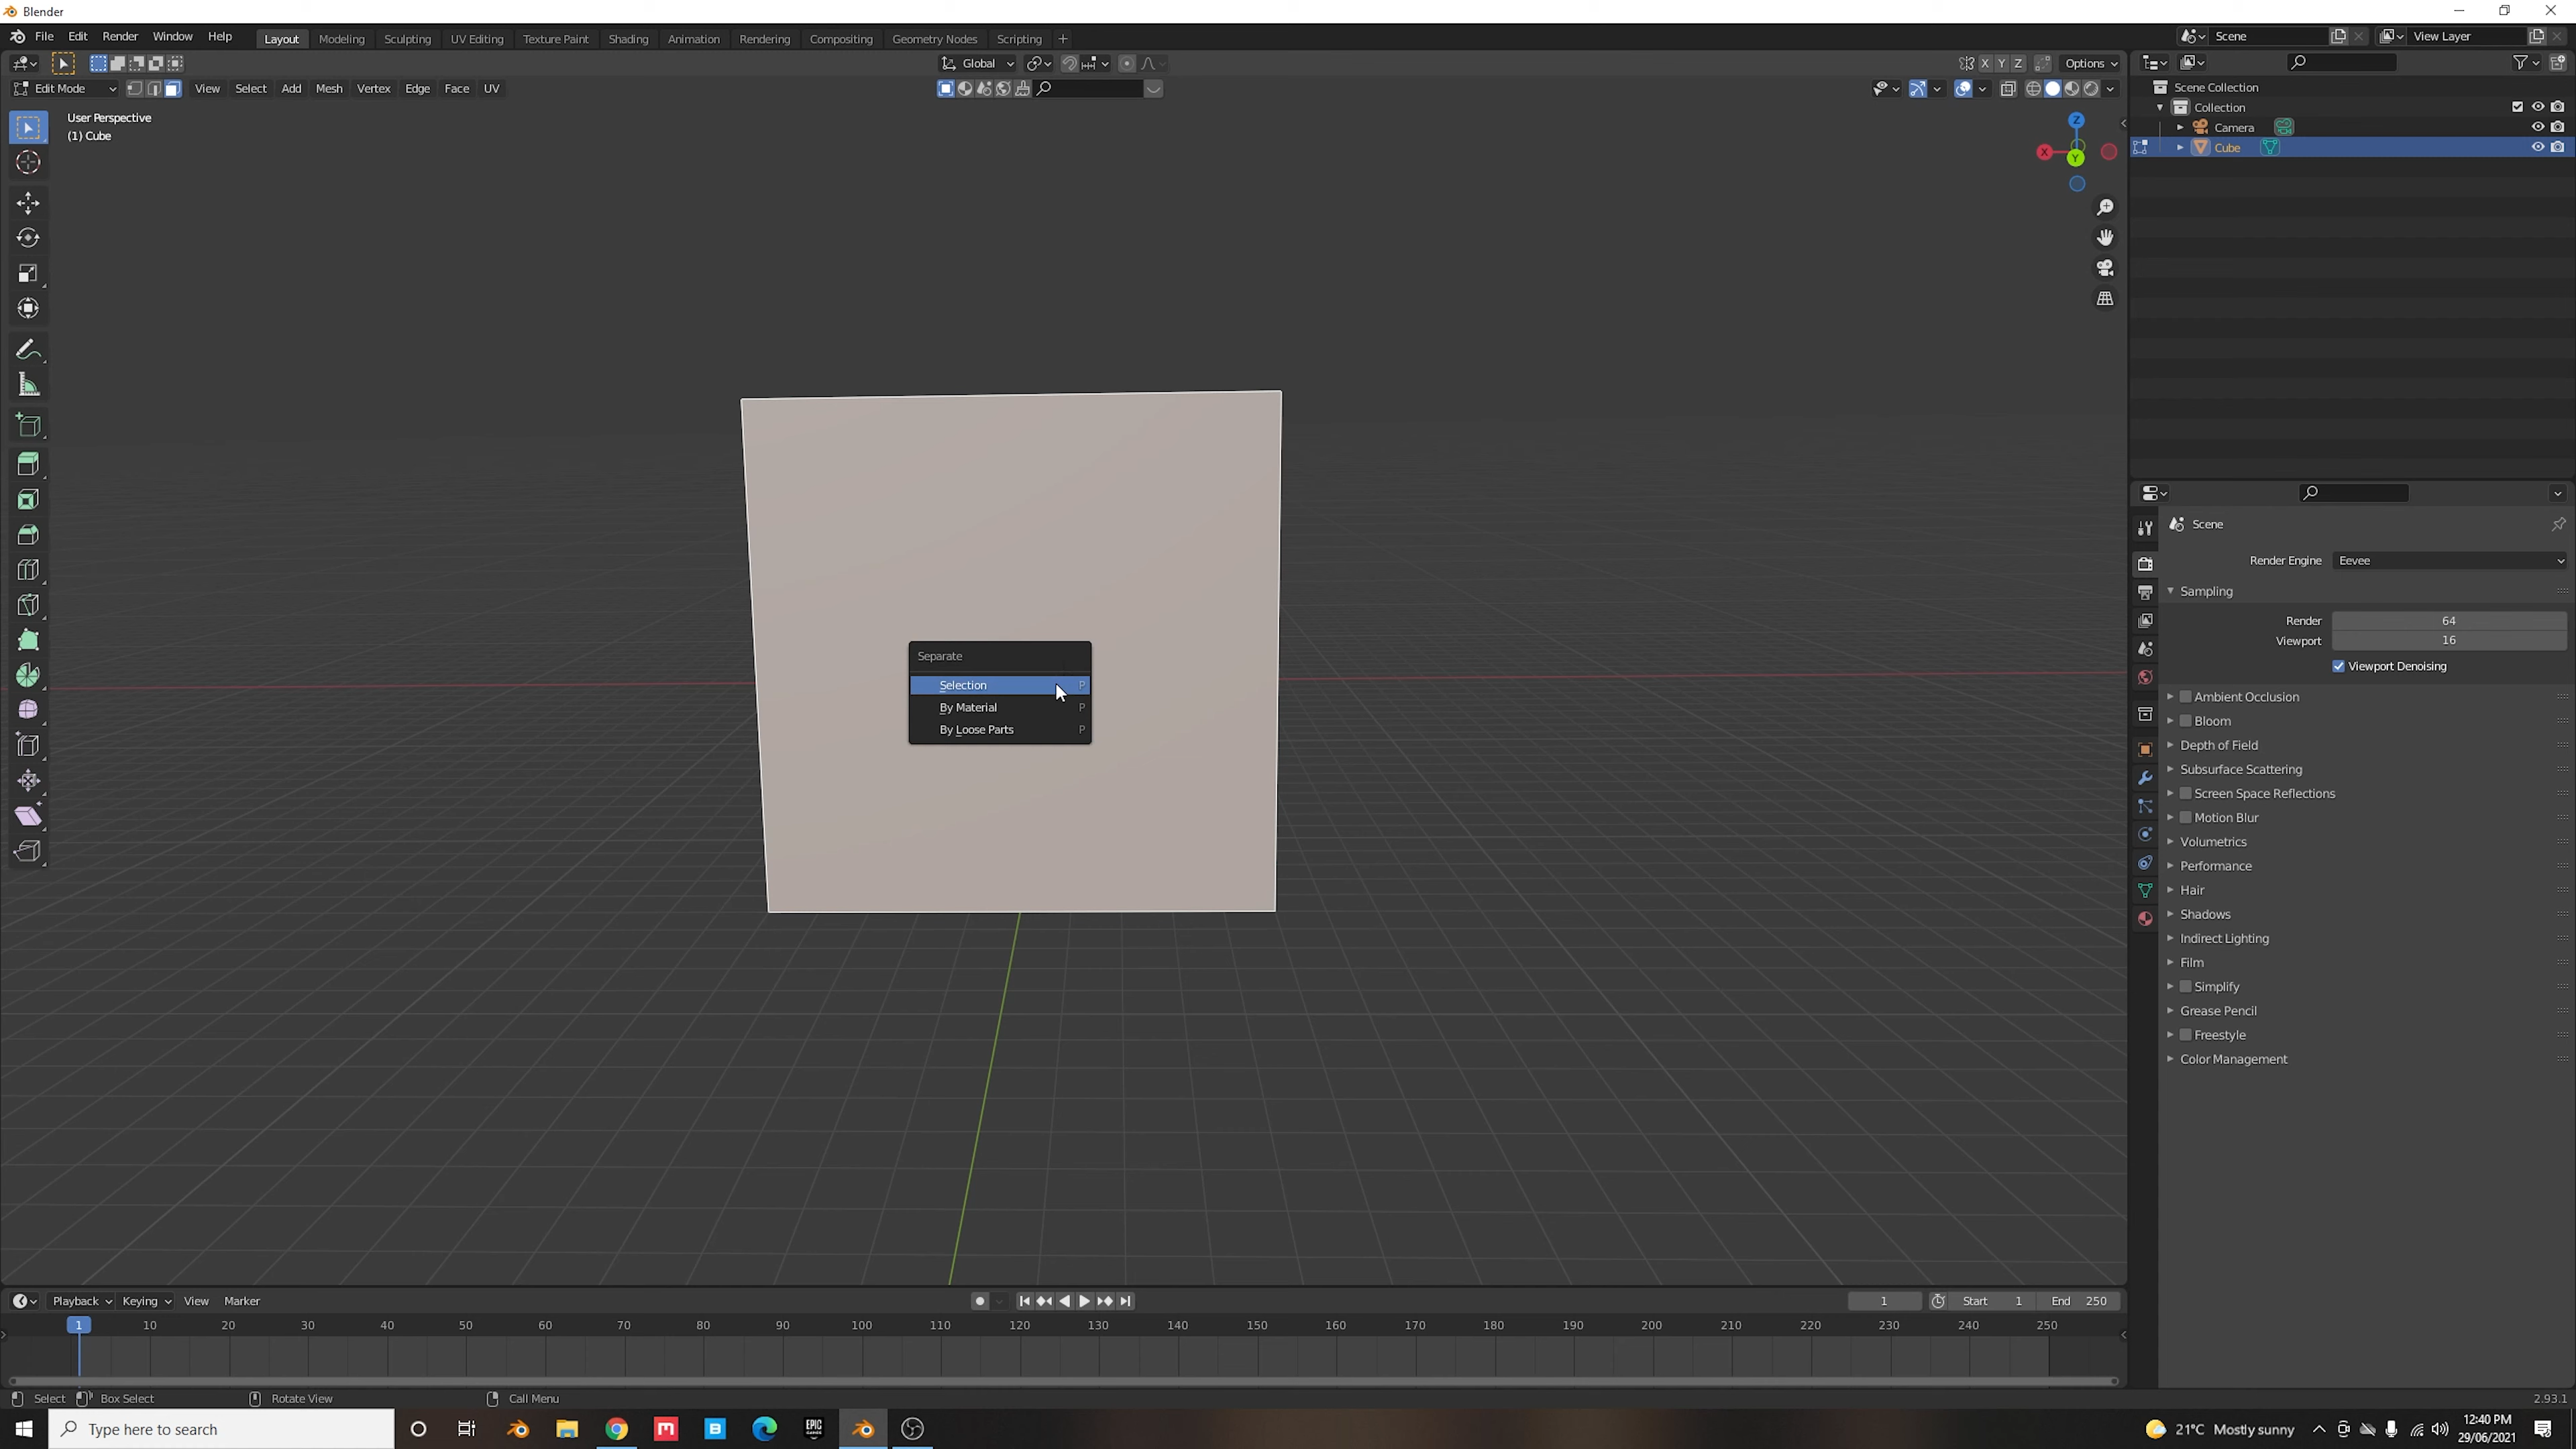 Blender
File Edit Render Window Help Layout Modeling Sculpting UV Editing Texture Paint Shading Animation Rendering Compositing Geometry Nodes Scripting + Scene View Layer
Global X Y Z Options
Edit Mode View Select Add Mesh Vertex Edge Face UV
User Perspective
(1) Cube
Z
X
Y
Scene Collection
Collection
Camera
Cube
Separate
Selection P
By Material P
By Loose Parts P
Scene
Render Engine Eevee
Sampling
Render 64
Viewport 16
Viewport Denoising
Ambient Occlusion
Bloom
Depth of Field
Subsurface Scattering
Screen Space Reflections
Motion Blur
Volumetrics
Performance
Hair
Shadows
Indirect Lighting
Film
Simplify
Grease Pencil
Freestyle
Color Management
Playback Keying View Marker 1 Start 1 End 250
1 10 20 30 40 50 60 70 80 90 100 110 120 130 140 150 160 170 180 190 200 210 220 230 240 250
Select Box Select Rotate View Call Menu 2.93.1
Type here to search
EPIC GAMES
21°C Mostly sunny
12:40 PM
29/06/2021